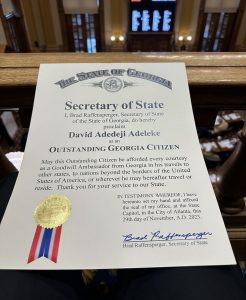 The State of Georgia
Secretary of State
I, Brad Raffensperger, Secretary of State
of the State of Georgia, do hereby
proclaim
David Adedeji Adeleke
as an
OUTSTANDING GEORGIA CITIZEN
May this Outstanding Citizen be afforded every courtesy
as a Goodwill Ambassador from Georgia in his travels to
other states, to nations beyond the borders of the United
States of America, or wherever he may hereafter travel or
reside. Thank you for your service to our State.
IN TESTIMONY WHEREOF, I have
hereunto set my hand and affixed
the seal of my office, at the State
Capitol, in the City of Atlanta, this
day of November, A.D. 2023.
Brad Raffensperger
Brad Raffensperger, Secretary of State